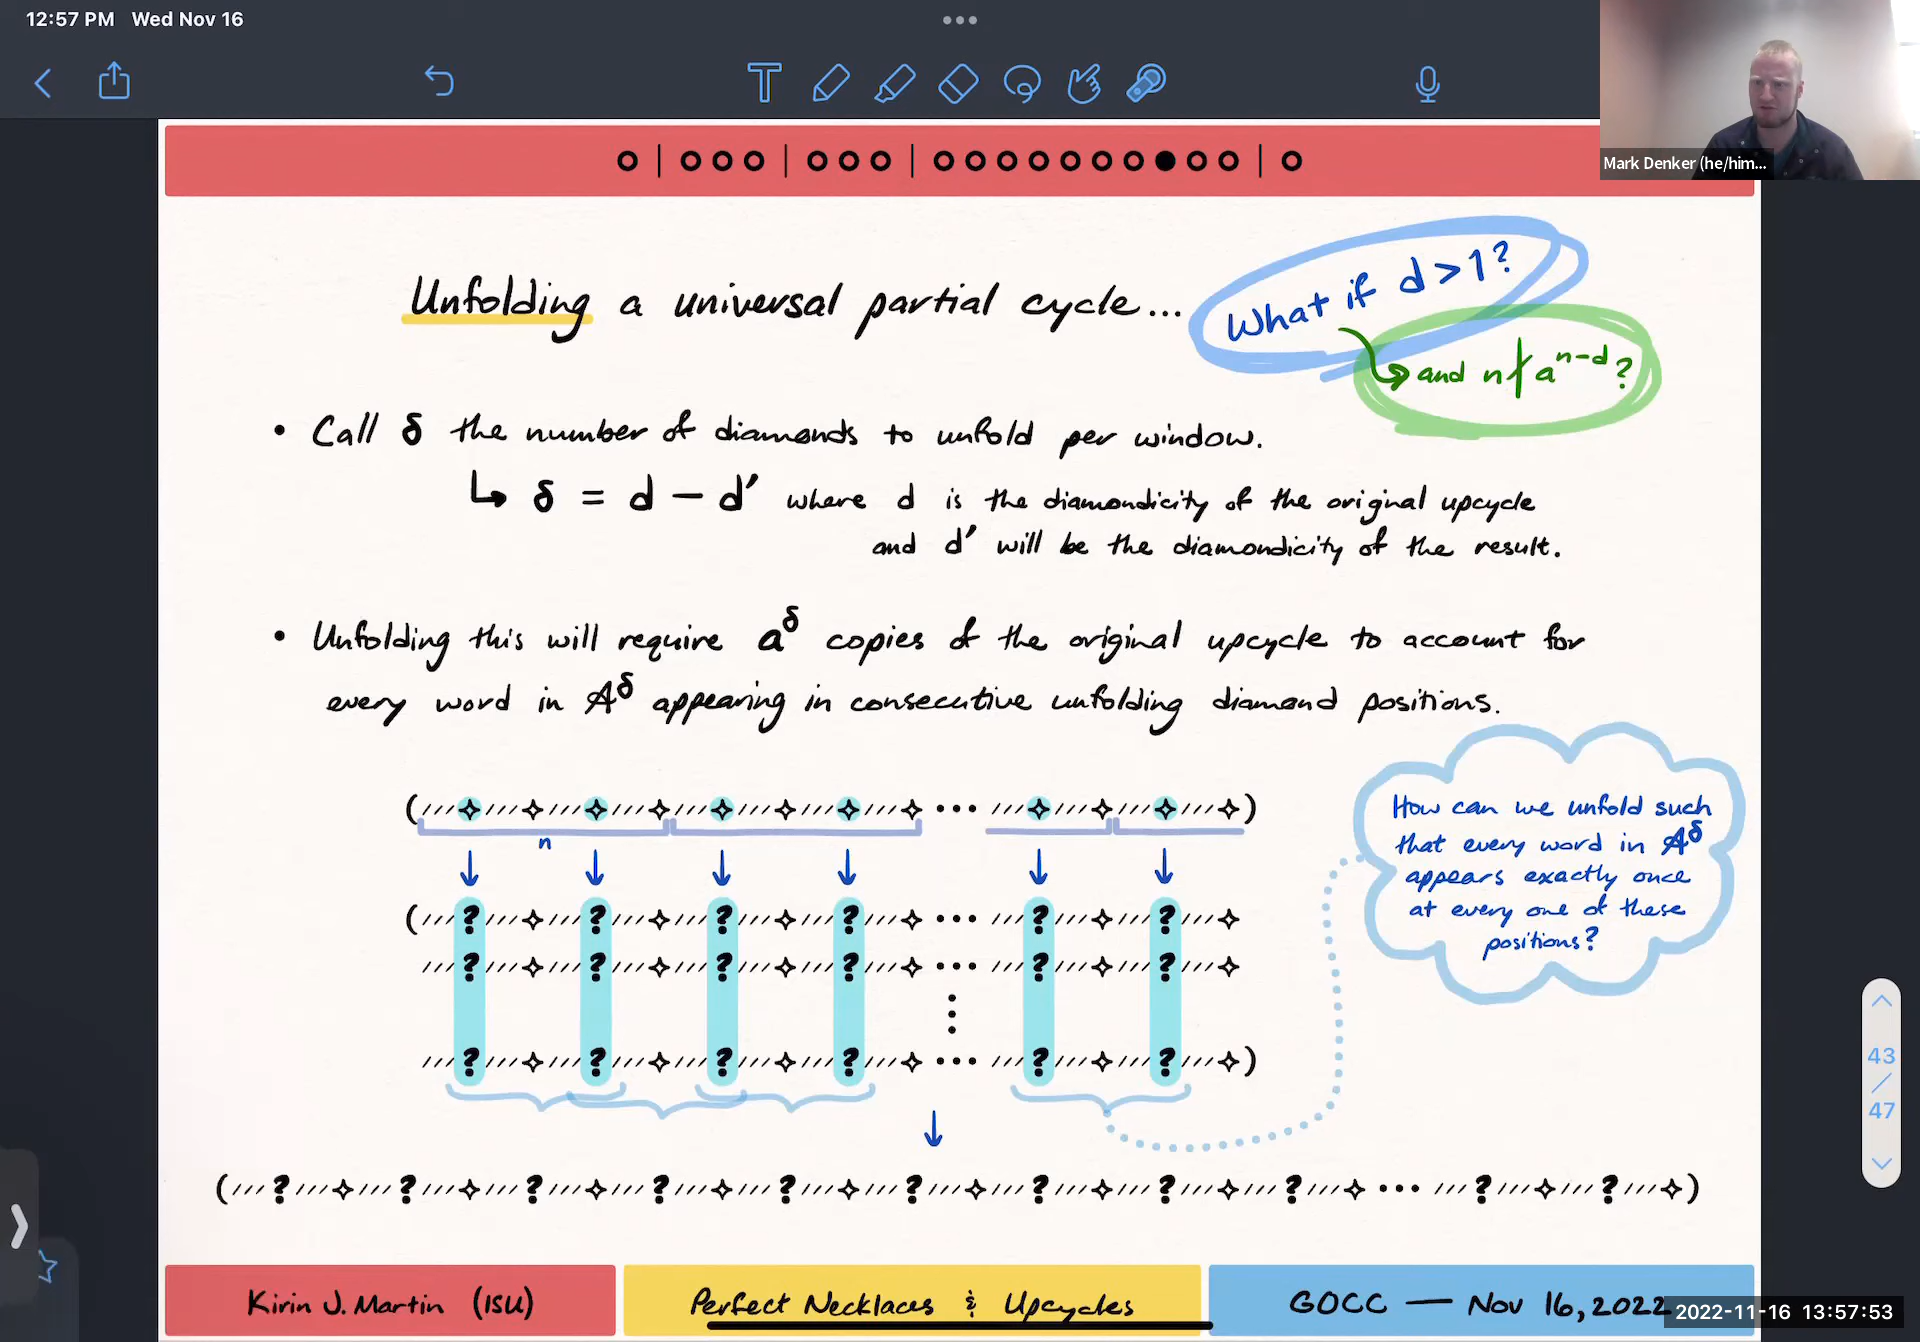 12:57 PM Wed Nov 16
Mark Denker (he/him...
Unfolding a universal partial cycle...
What if d > 1?
and n ∤ a^{n-d}?
• Call δ the number of diamonds to unfold per window.
↳ δ = d − d' where d is the diamondicity of the original upcycle
and d' will be the diamondicity of the result.
• Unfolding this will require a^δ copies of the original upcycle to account for
every word in A^δ appearing in consecutive unfolding diamond positions.
(///✧///✧///✧///✧///✧///✧///✧///✧ ••• ///✧///✧///✧///✧)
n
(///?///✧///?///✧///?///✧///?///✧ ••• ///?///✧///?///✧
///?///✧///?///✧///?///✧///?///✧ ••• ///?///✧///?///✧
///?///✧///?///✧///?///✧///?///✧ ••• ///?///✧///?///✧)
How can we unfold such
that every word in A^δ
appears exactly once
at every one of these
positions?
(///?///✧///?///✧///?///✧///?///✧///?///✧///?///✧///?///✧///?///✧///?///✧ ••• ///?///✧///?///✧)
43
/
47
Kirin J. Martin (ISU)
Perfect Necklaces & Upcycles
GOCC — Nov 16, 2022
2022-11-16 13:57:53